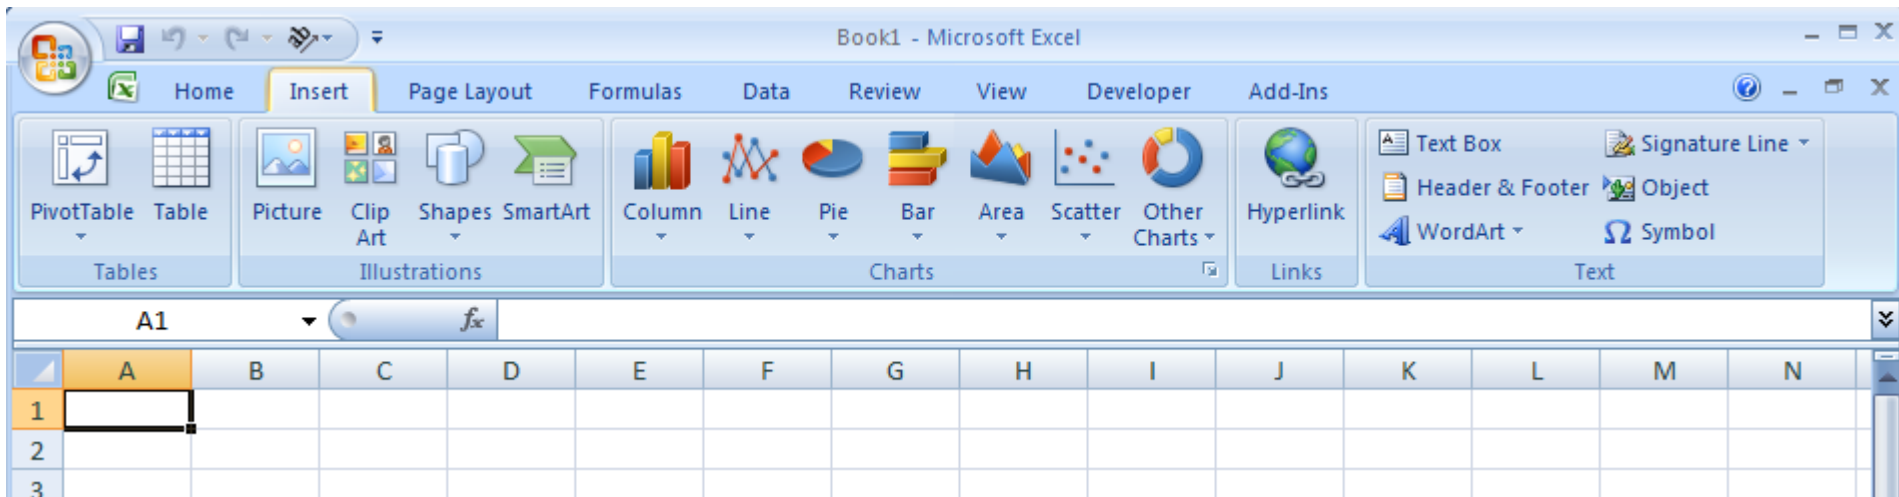 Book1 - Microsoft Excel
Home Insert Page Layout Formulas Data Review View Developer Add-Ins
PivotTable Table Picture Clip Art Shapes SmartArt Column Line Pie Bar Area Scatter Other Charts Hyperlink
Text Box Signature Line
Header & Footer Object
WordArt Symbol
Tables Illustrations Charts Links Text
A1 fx
A B C D E F G H I J K L M N
1
2
3